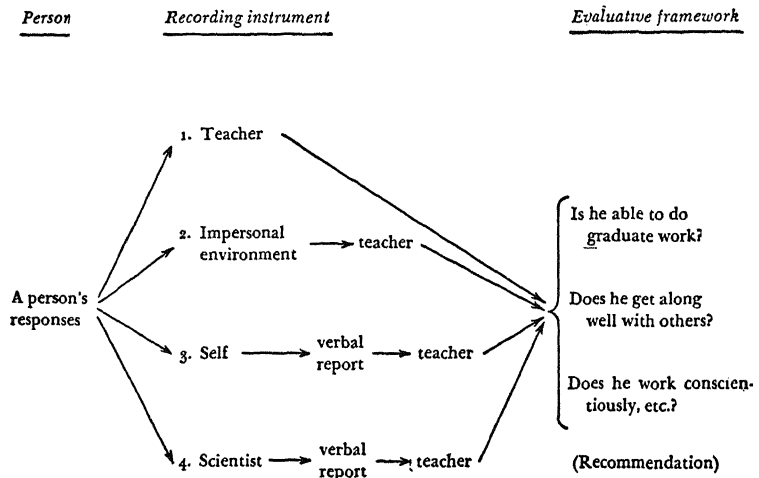 Person Recording instrument Evaluative framework
1. Teacher
2. Impersonal
environment
teacher
Is he able to do
graduate work?
A person's
responses
Does he get along
well with others?
3. Self
verbal
report
teacher
Does he work conscien-
tiously, etc.?
4. Scientist
verbal
report
teacher
(Recommendation)